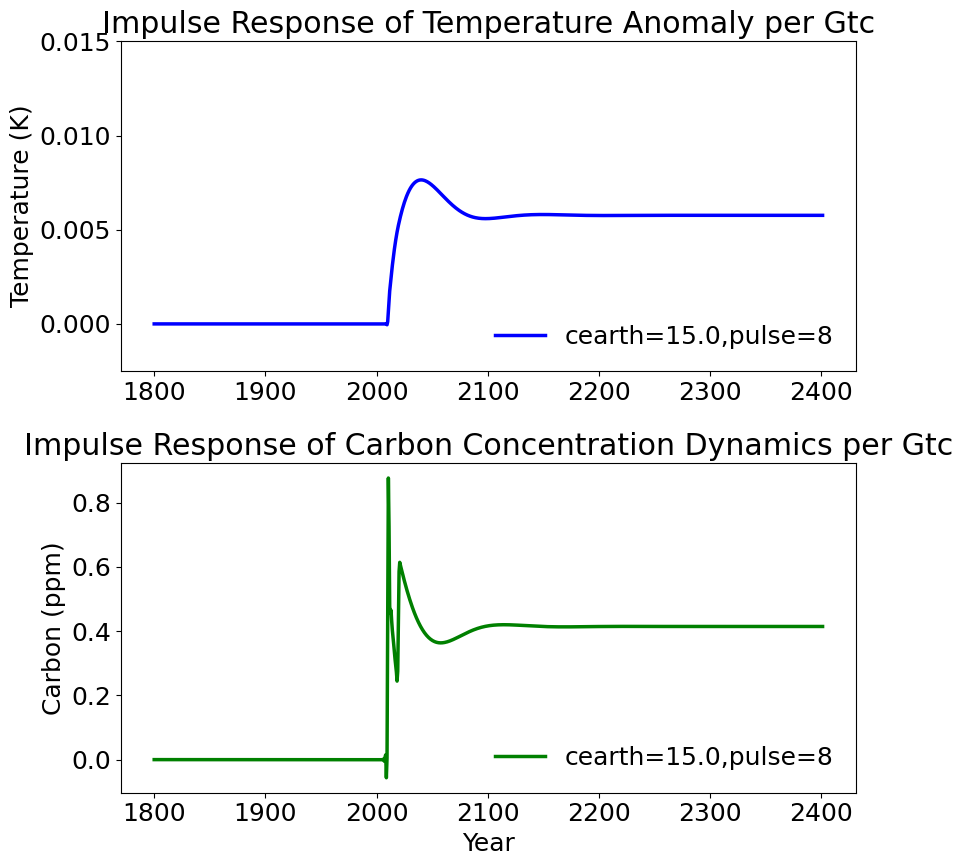 Impulse Response of Temperature Anomaly per Gtc
0.015
0.010
0.005
0.000
Temperature (K)
cearth=15.0,pulse=8
1800 1900 2000 2100 2200 2300 2400
Impulse Response of Carbon Concentration Dynamics per Gtc
0.8
0.6
0.4
0.2
0.0
Carbon (ppm)
cearth=15.0,pulse=8
1800 1900 2000 2100 2200 2300 2400
Year